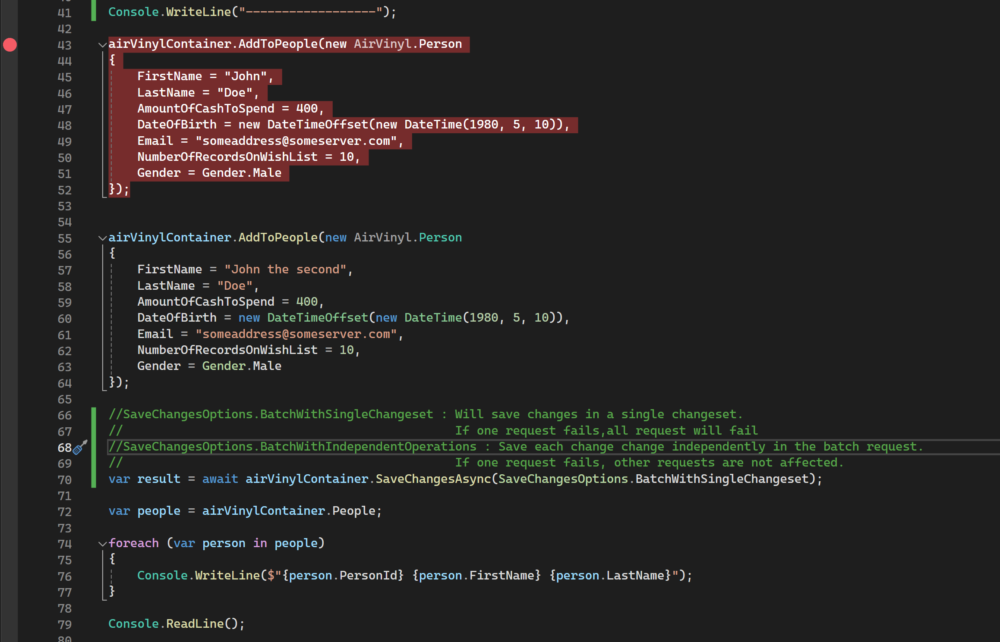 41 Console.WriteLine("------------------");
42
43 airVinylContainer.AddToPeople(new AirVinyl.Person
44 {
45     FirstName = "John",
46     LastName = "Doe",
47     AmountOfCashToSpend = 400,
48     DateOfBirth = new DateTimeOffset(new DateTime(1980, 5, 10)),
49     Email = "someaddress@someserver.com",
50     NumberOfRecordsOnWishList = 10,
51     Gender = Gender.Male
52 });
53
54
55 airVinylContainer.AddToPeople(new AirVinyl.Person
56 {
57     FirstName = "John the second",
58     LastName = "Doe",
59     AmountOfCashToSpend = 400,
60     DateOfBirth = new DateTimeOffset(new DateTime(1980, 5, 10)),
61     Email = "someaddress@someserver.com",
62     NumberOfRecordsOnWishList = 10,
63     Gender = Gender.Male
64 });
65
66 //SaveChangesOptions.BatchWithSingleChangeset : Will save changes in a single changeset.
67 //                                              If one request fails,all request will fail
68 //SaveChangesOptions.BatchWithIndependentOperations : Save each change change independently in the batch request.
69 //                                              If one request fails, other requests are not affected.
70 var result = await airVinylContainer.SaveChangesAsync(SaveChangesOptions.BatchWithSingleChangeset);
71
72 var people = airVinylContainer.People;
73
74 foreach (var person in people)
75 {
76     Console.WriteLine($"{person.PersonId} {person.FirstName} {person.LastName}");
77 }
78
79 Console.ReadLine();
80